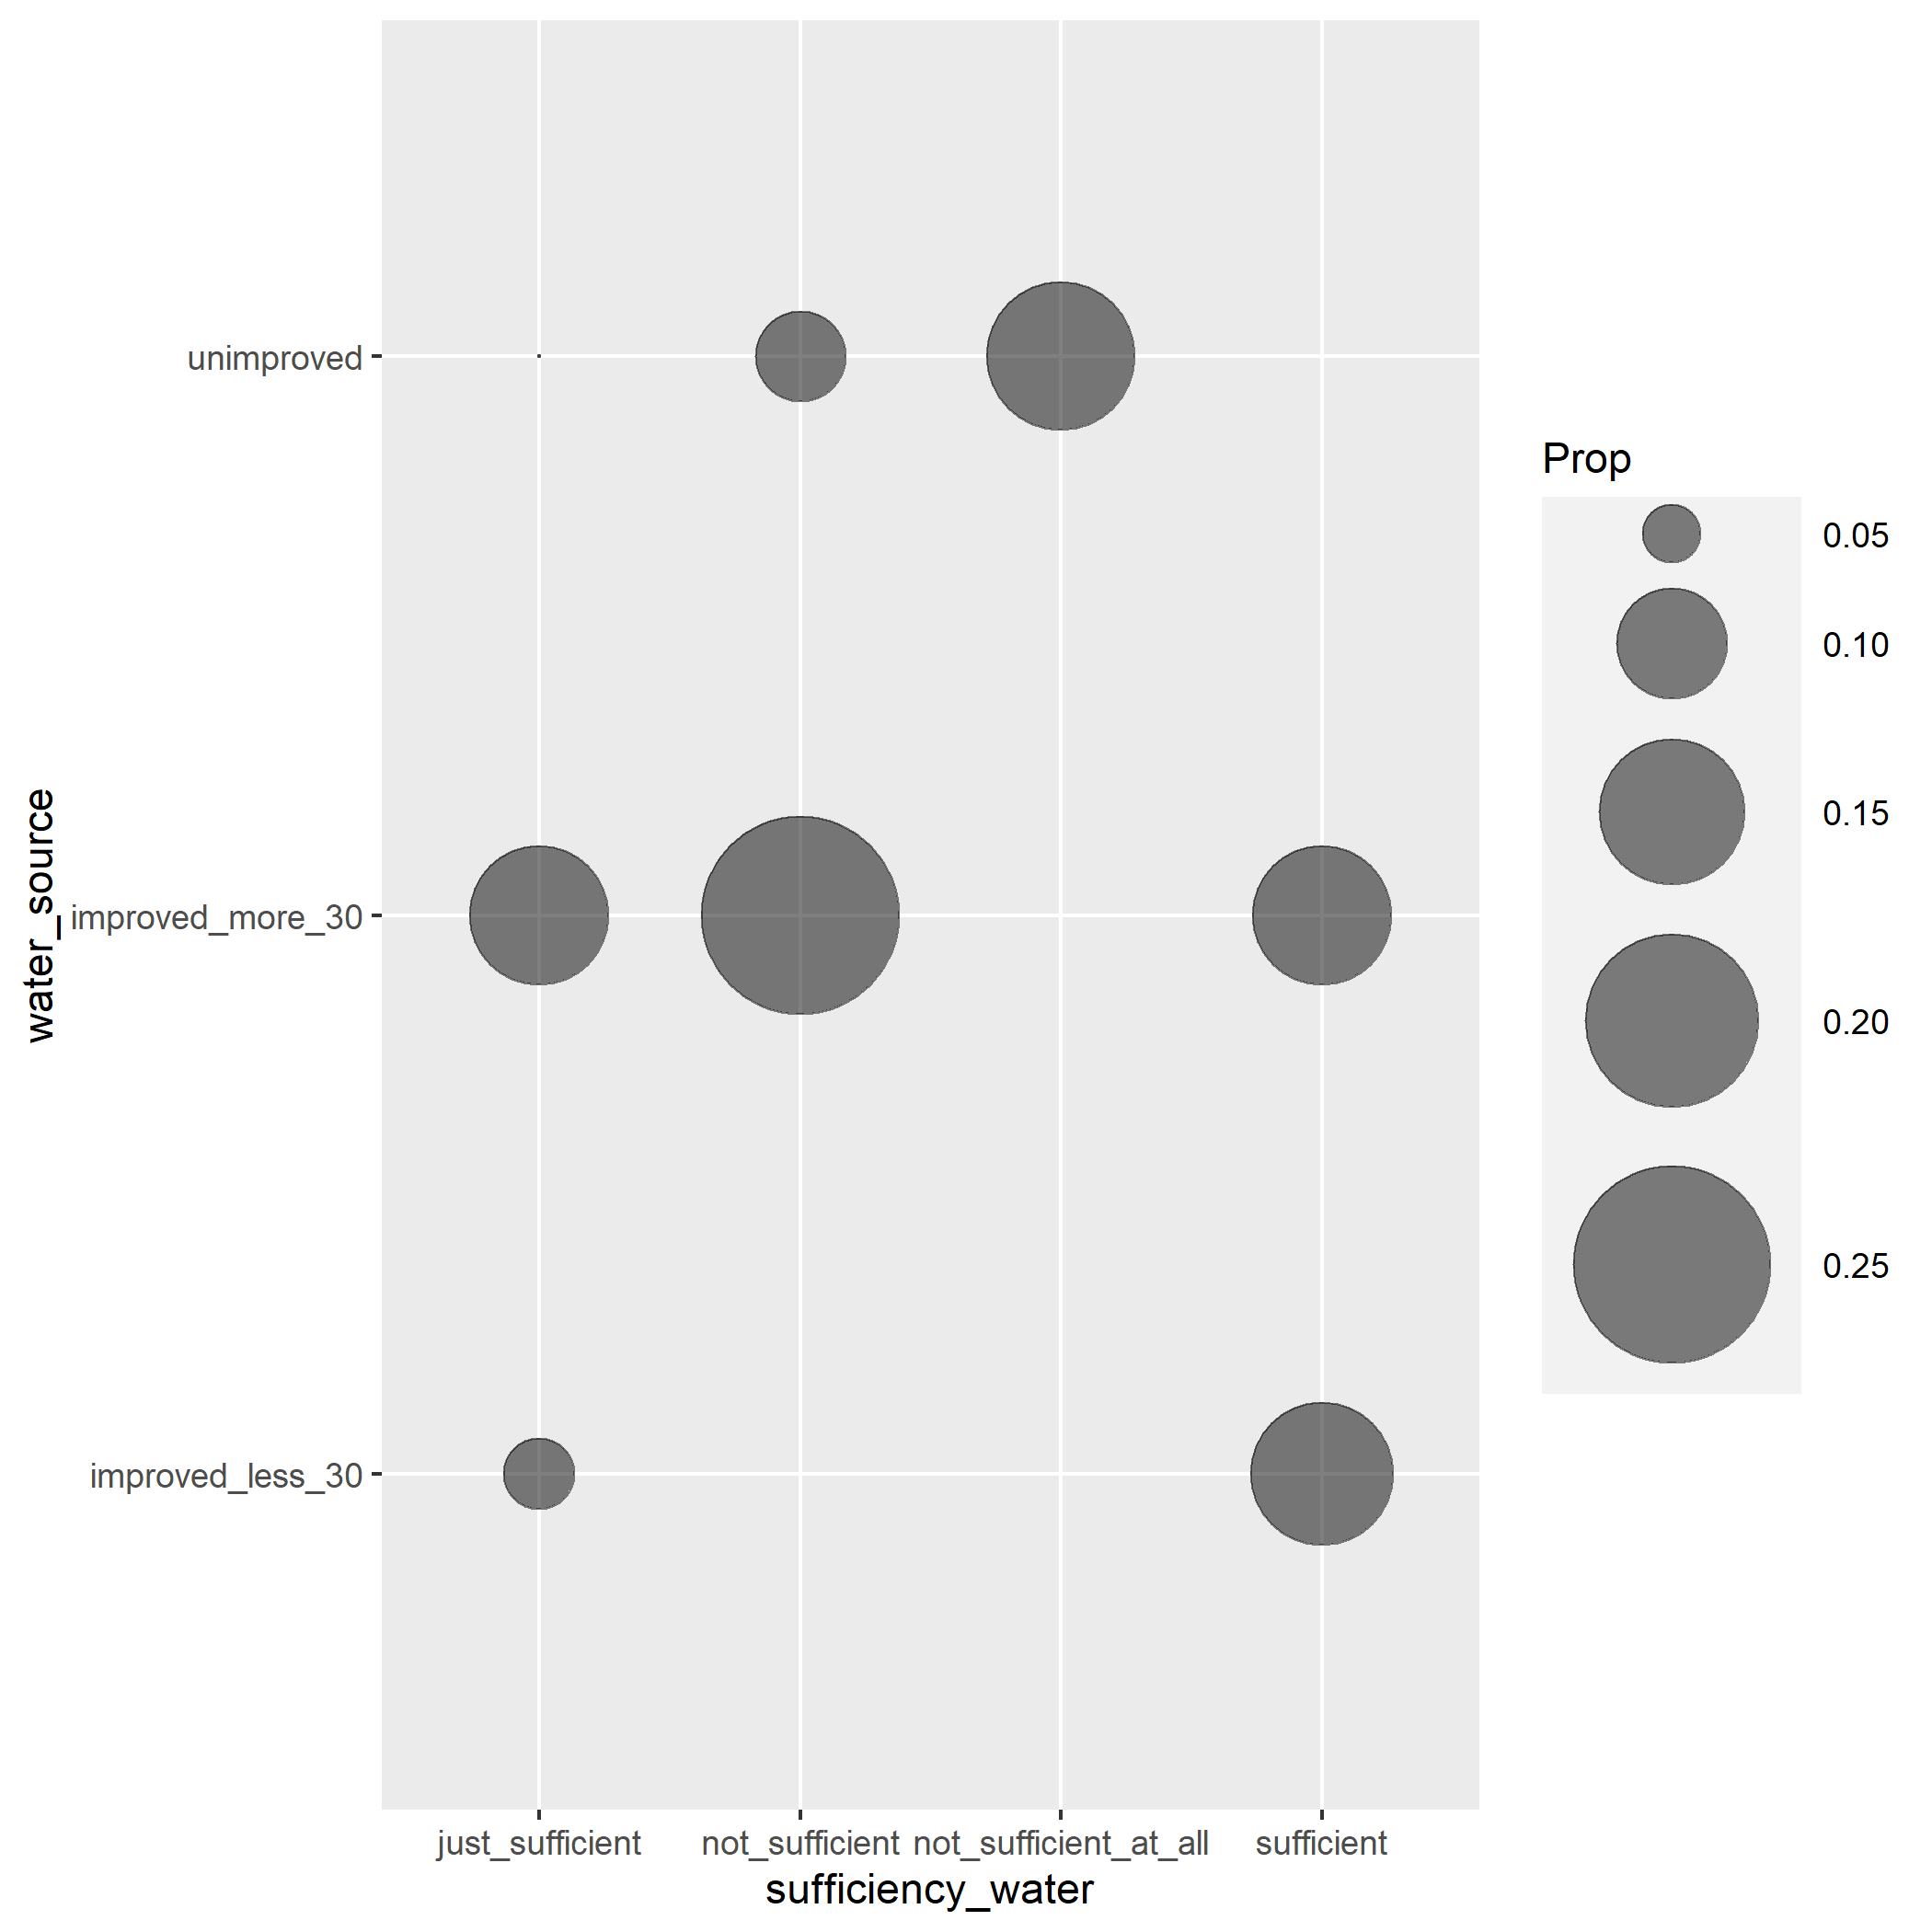 unimproved
improved_more_30
improved_less_30
water_source
just_sufficient
not_sufficient
not_sufficient_at_all
sufficient
sufficiency_water
Prop
0.05
0.10
0.15
0.20
0.25